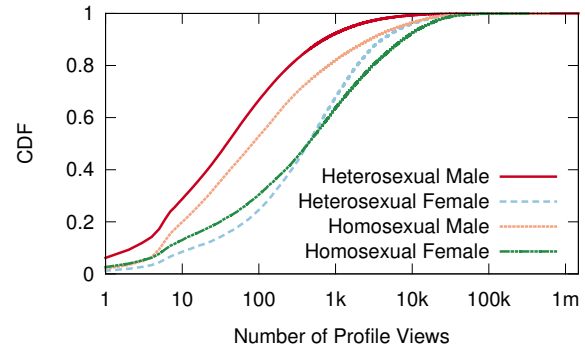 1
0.8
0.6
0.4
0.2
0
CDF
Heterosexual Male
Heterosexual Female
Homosexual Male
Homosexual Female
1 10 100 1k 10k 100k 1m
Number of Profile Views